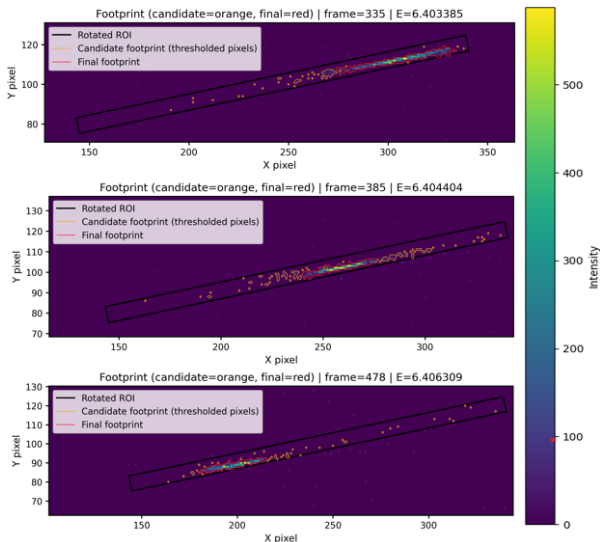 Footprint (candidate=orange, final=red) | frame=335 | E=6.403385
Rotated ROI
Candidate footprint (thresholded pixels)
Final footprint
120
100
80
Y pixel
150
200
250
300
350
X pixel
Footprint (candidate=orange, final=red) | frame=385 | E=6.404404
Rotated ROI
Candidate footprint (thresholded pixels)
Final footprint
130
120
110
100
90
80
70
Y pixel
150
200
250
300
X pixel
Footprint (candidate=orange, final=red) | frame=478 | E=6.406309
Rotated ROI
Candidate footprint (thresholded pixels)
Final footprint
130
120
110
100
90
80
70
Y pixel
150
200
250
300
X pixel
500
400
300
200
100
0
Intensity